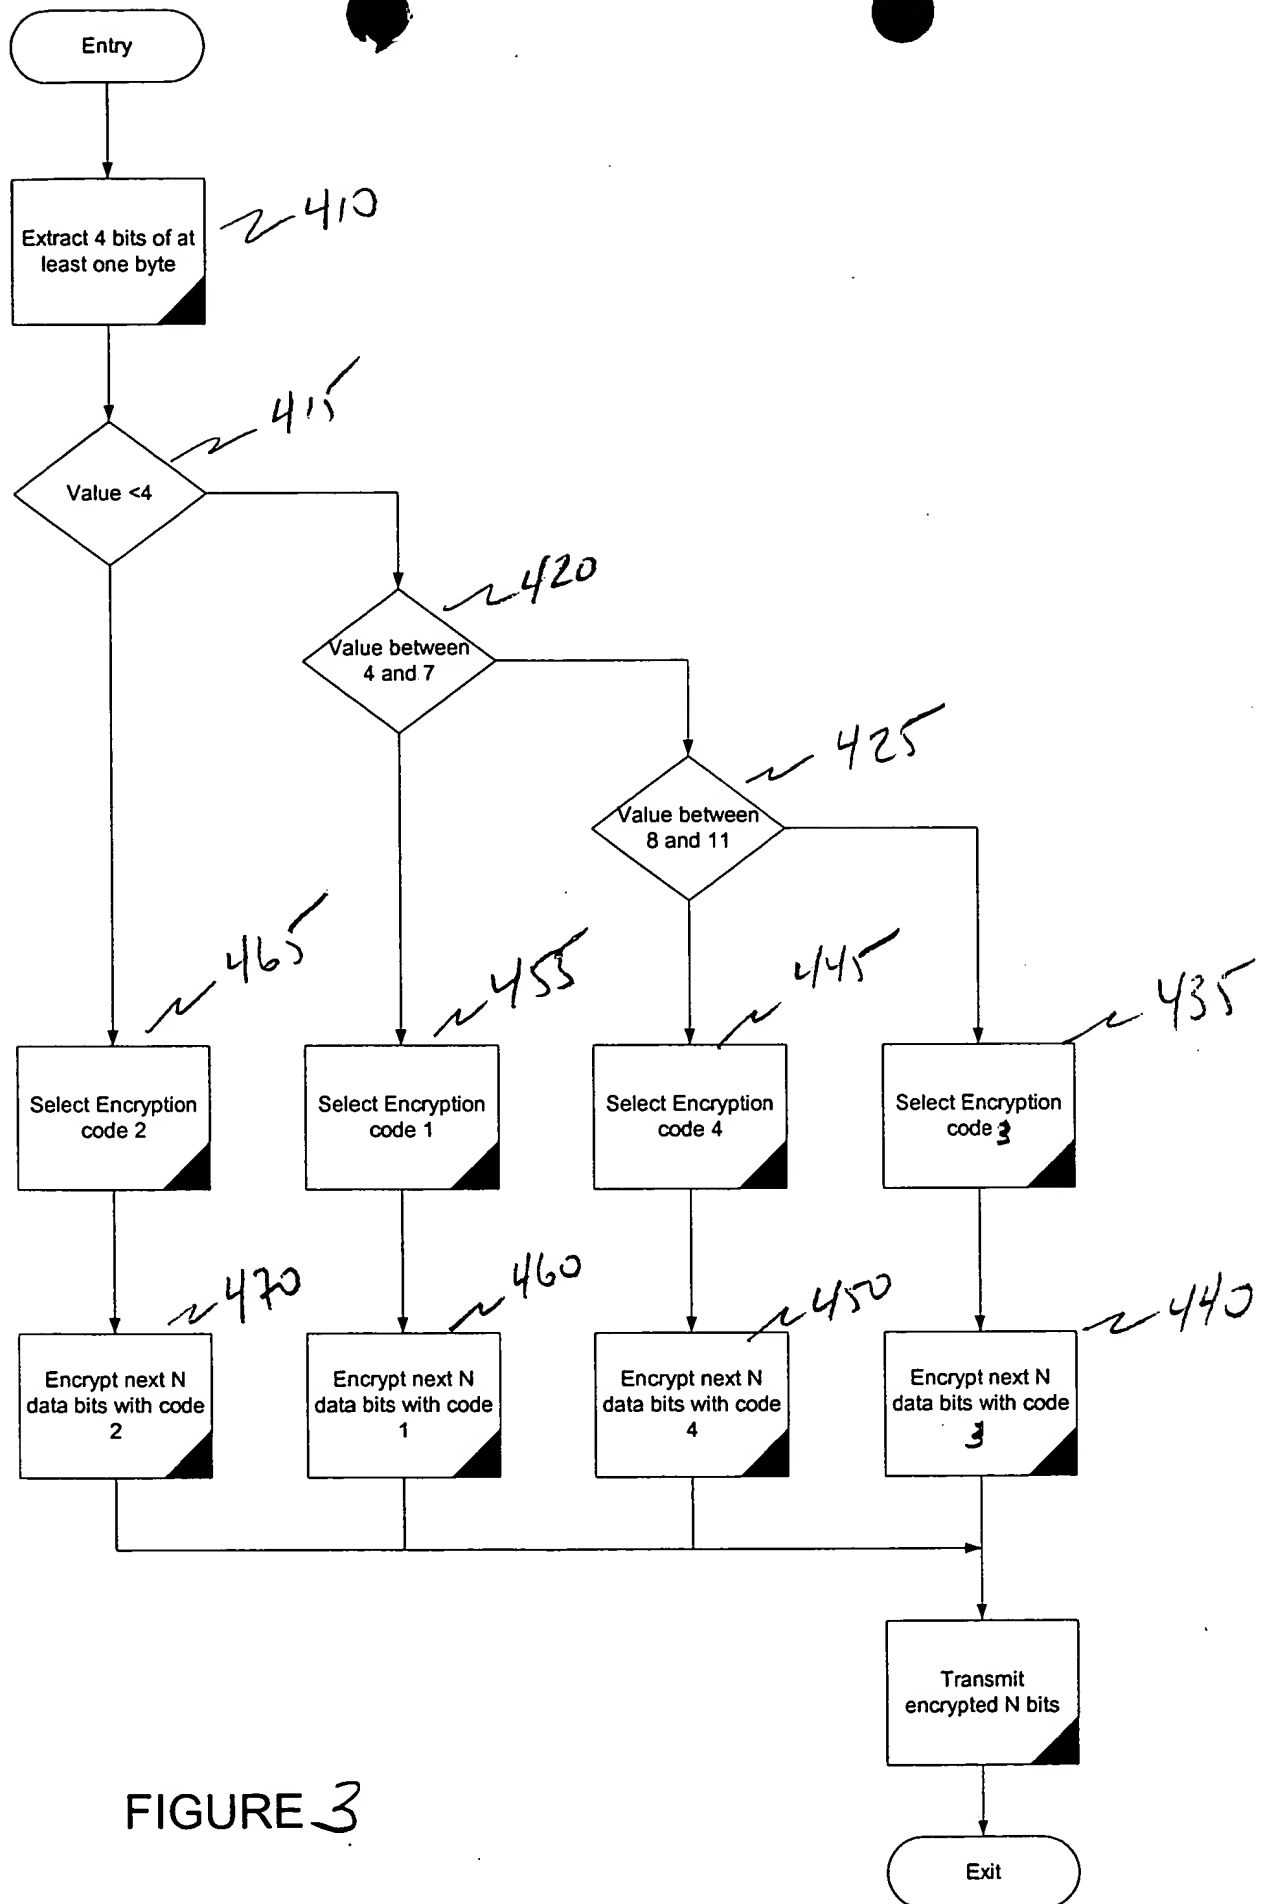 Entry
410
Extract 4 bits of at
least one byte
415
Value <4
420
Value between
4 and 7
425
Value between
8 and 11
465
455
445
435
Select Encryption
code 2
Select Encryption
code 1
Select Encryption
code 4
Select Encryption
code 3
470
460
450
440
Encrypt next N
data bits with code
2
Encrypt next N
data bits with code
1
Encrypt next N
data bits with code
4
Encrypt next N
data bits with code
3
Transmit
encrypted N bits
FIGURE 3
Exit